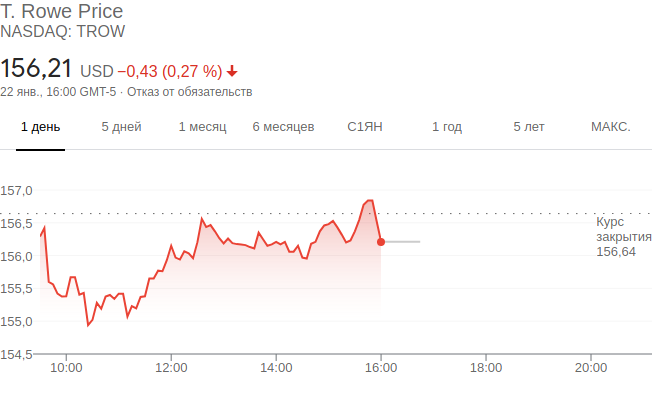 T. Rowe Price
NASDAQ: TROW
156,21 USD −0,43 (0,27 %)
22 янв., 16:00 GMT-5 · Отказ от обязательств
1 день 5 дней 1 месяц 6 месяцев С1ЯН 1 год 5 лет МАКС.
157,0
156,5
Курс
закрытия
156,64
156,0
155,5
155,0
154,5
10:00 12:00 14:00 16:00 18:00 20:00